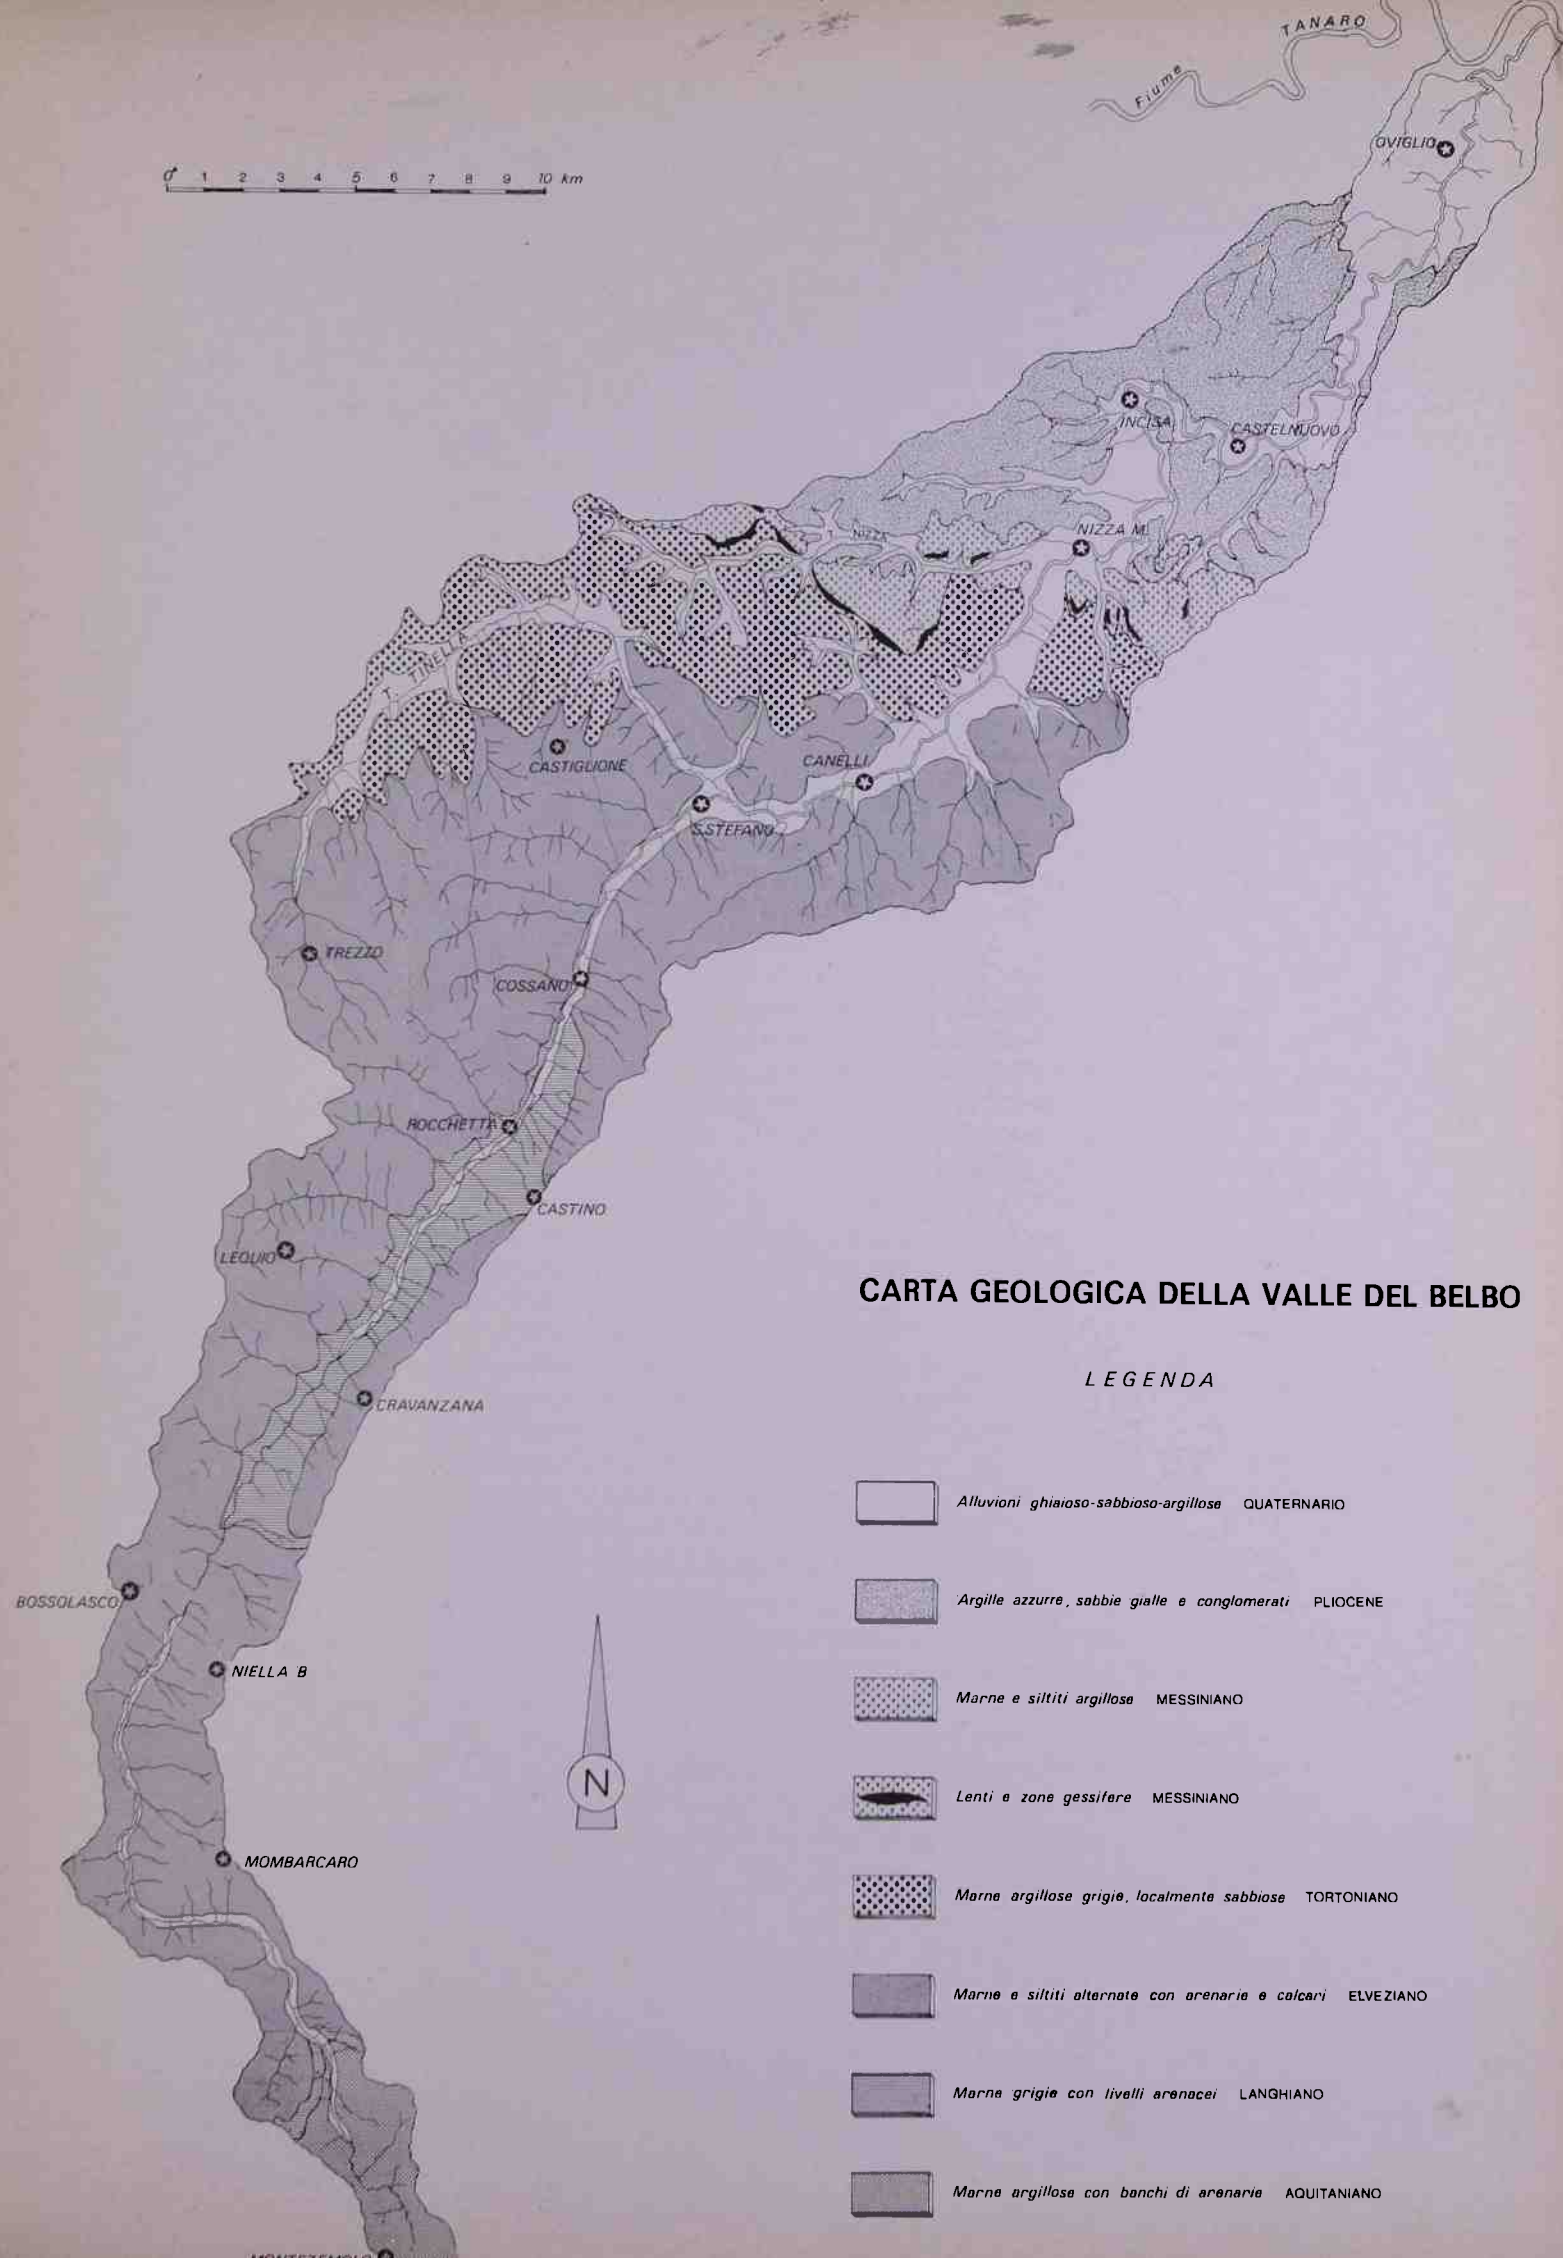 Fiume TANARO
OVIGLIO
0 1 2 3 4 5 6 7 8 9 10 km
INCISA
CASTELNUOVO
NIZZA
NIZZA M.
T. TINELLA
CASTIGLIONE
CANELLI
S.STEFANO
TREZZO
COSSANO
ROCCHETTA
CASTINO
LEQUIO
CARTA GEOLOGICA DELLA VALLE DEL BELBO
LEGENDA
CRAVANZANA
Alluvioni ghiaioso-sabbioso-argillose QUATERNARIO
BOSSOLASCO
Argille azzurre, sabbie gialle e conglomerati PLIOCENE
NIELLA B
Marne e siltiti argillose MESSINIANO
N
Lenti e zone gessifere MESSINIANO
MOMBARCARO
Marne argillose grigie, localmente sabbiose TORTONIANO
Marne e siltiti alternate con arenarie e calcari ELVEZIANO
Marne grigie con livelli arenacei LANGHIANO
Marne argillose con banchi di arenarie AQUITANIANO